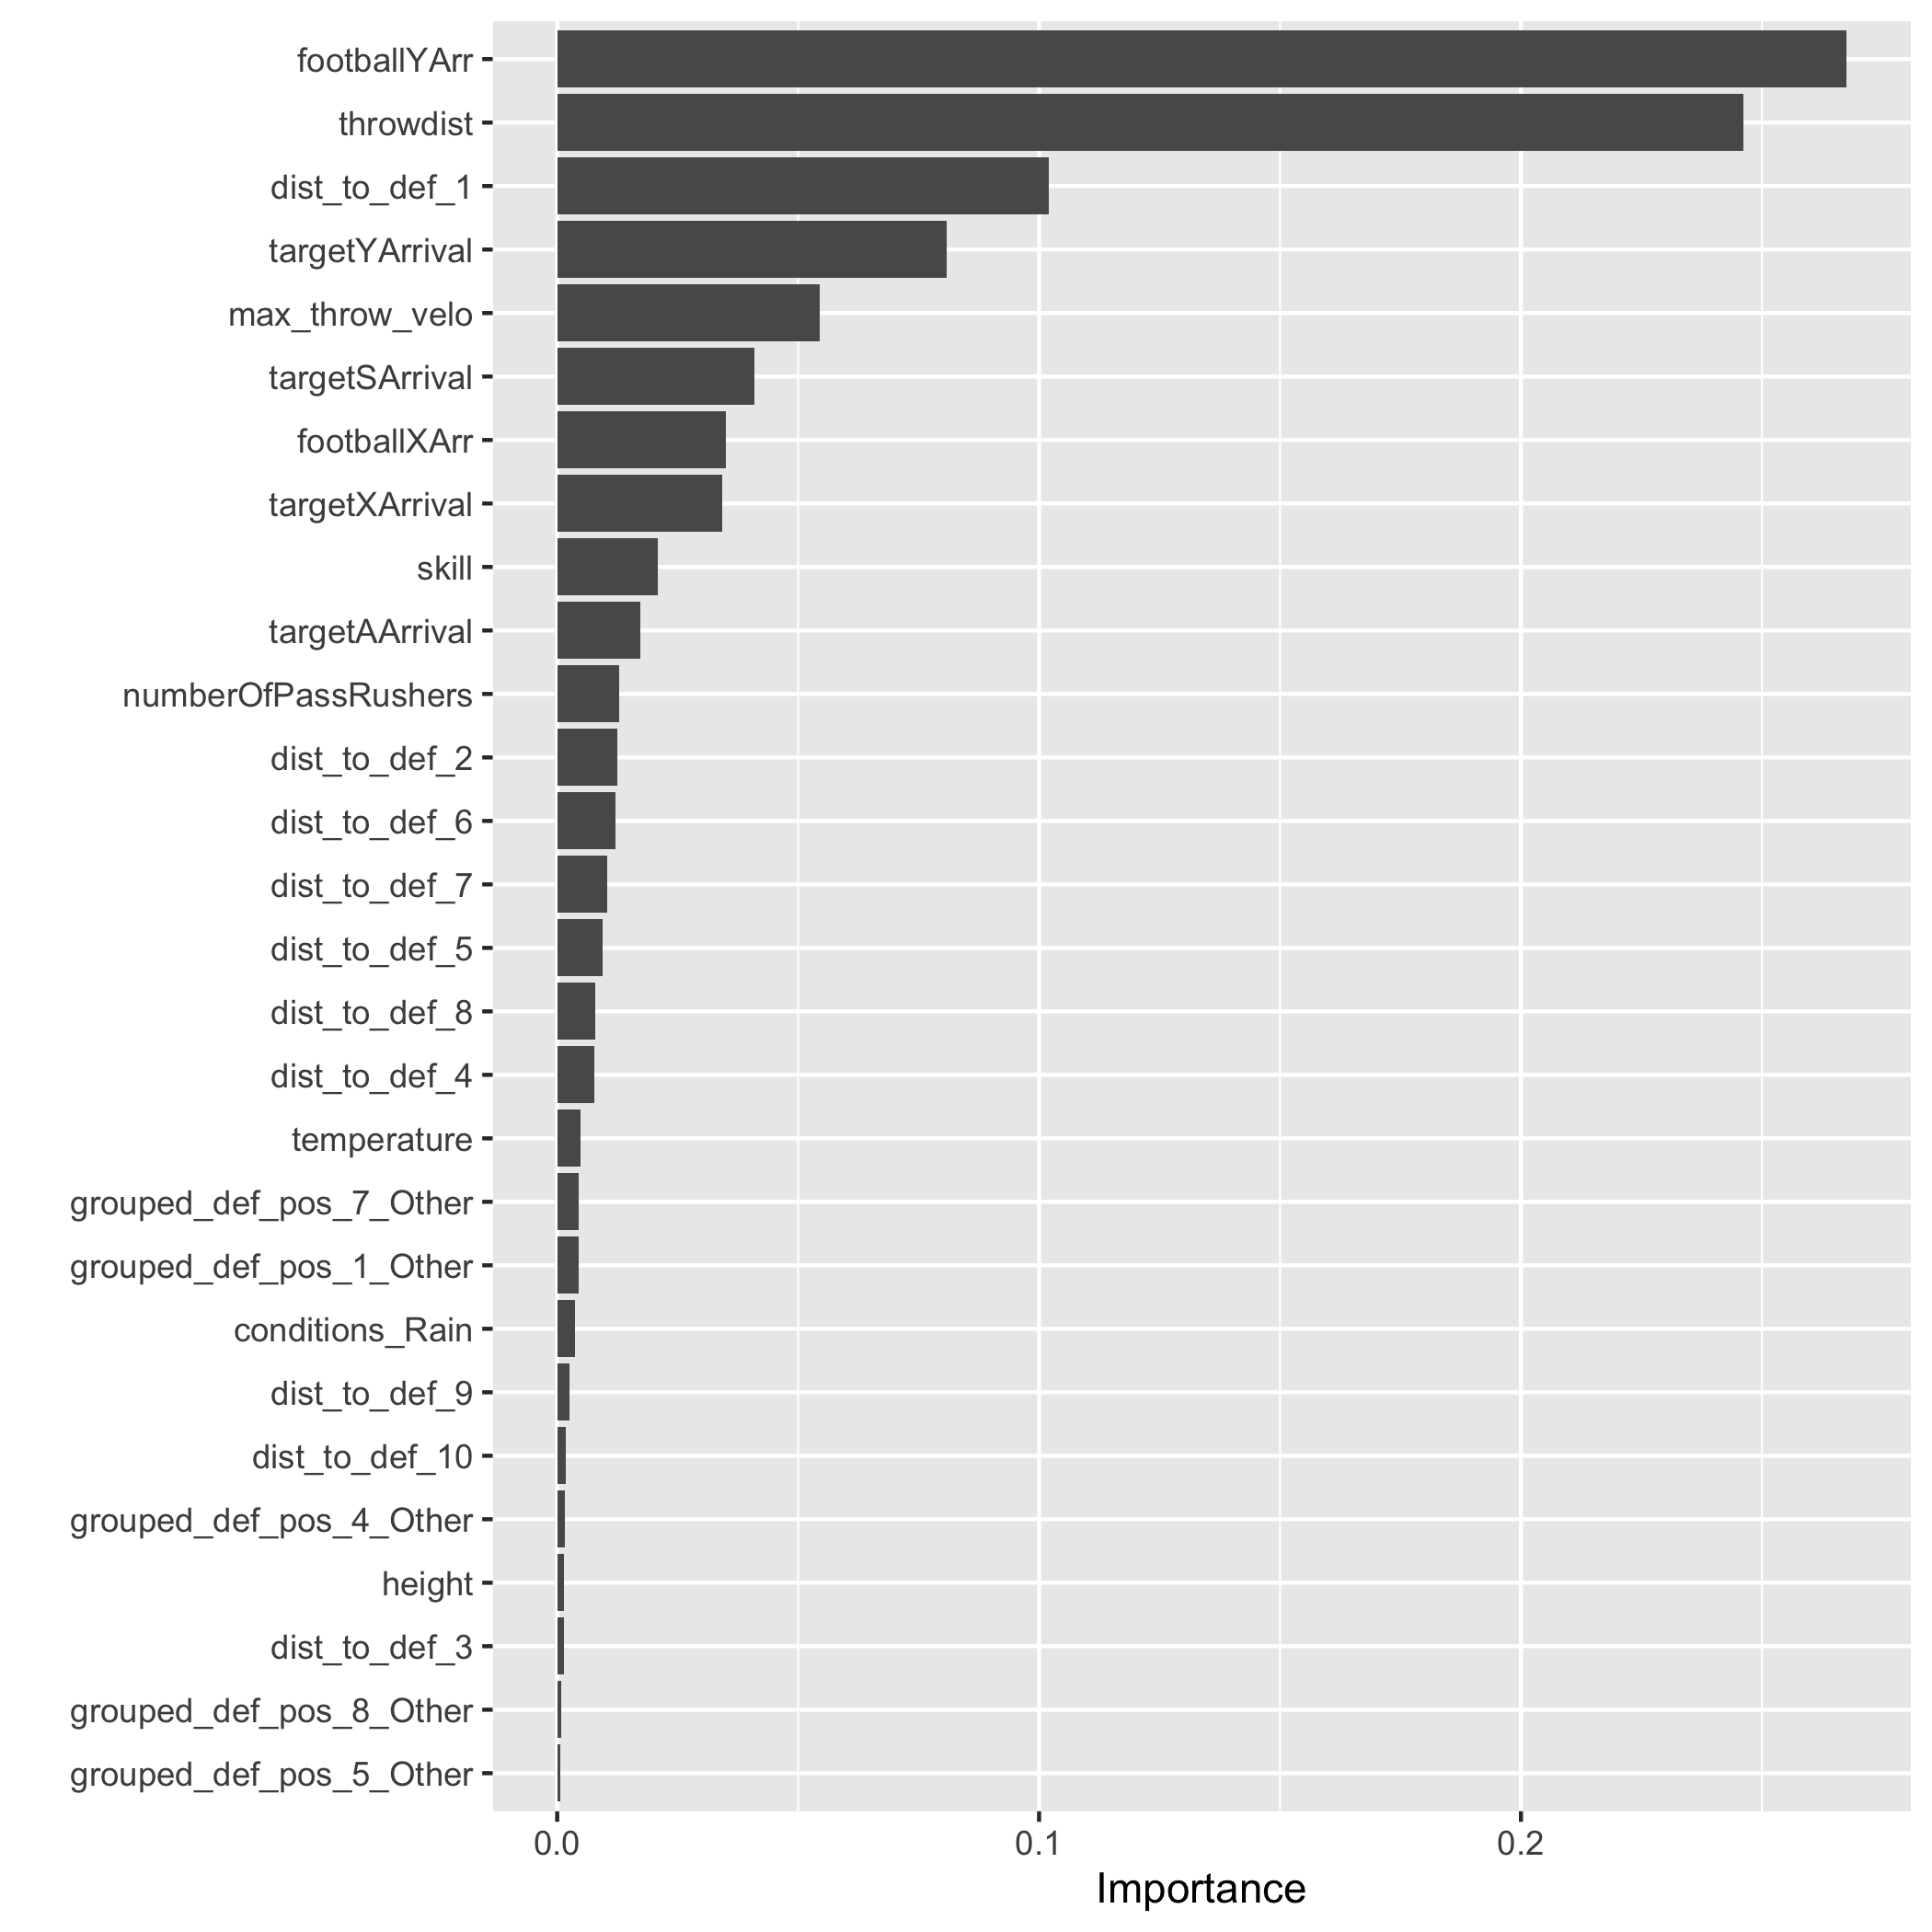 footballYArr
throwdist
dist_to_def_1
targetYArrival
max_throw_velo
targetSArrival
footballXArr
targetXArrival
skill
targetAArrival
numberOfPassRushers
dist_to_def_2
dist_to_def_6
dist_to_def_7
dist_to_def_5
dist_to_def_8
dist_to_def_4
temperature
grouped_def_pos_7_Other
grouped_def_pos_1_Other
conditions_Rain
dist_to_def_9
dist_to_def_10
grouped_def_pos_4_Other
height
dist_to_def_3
grouped_def_pos_8_Other
grouped_def_pos_5_Other
0.0 0.1 0.2
Importance